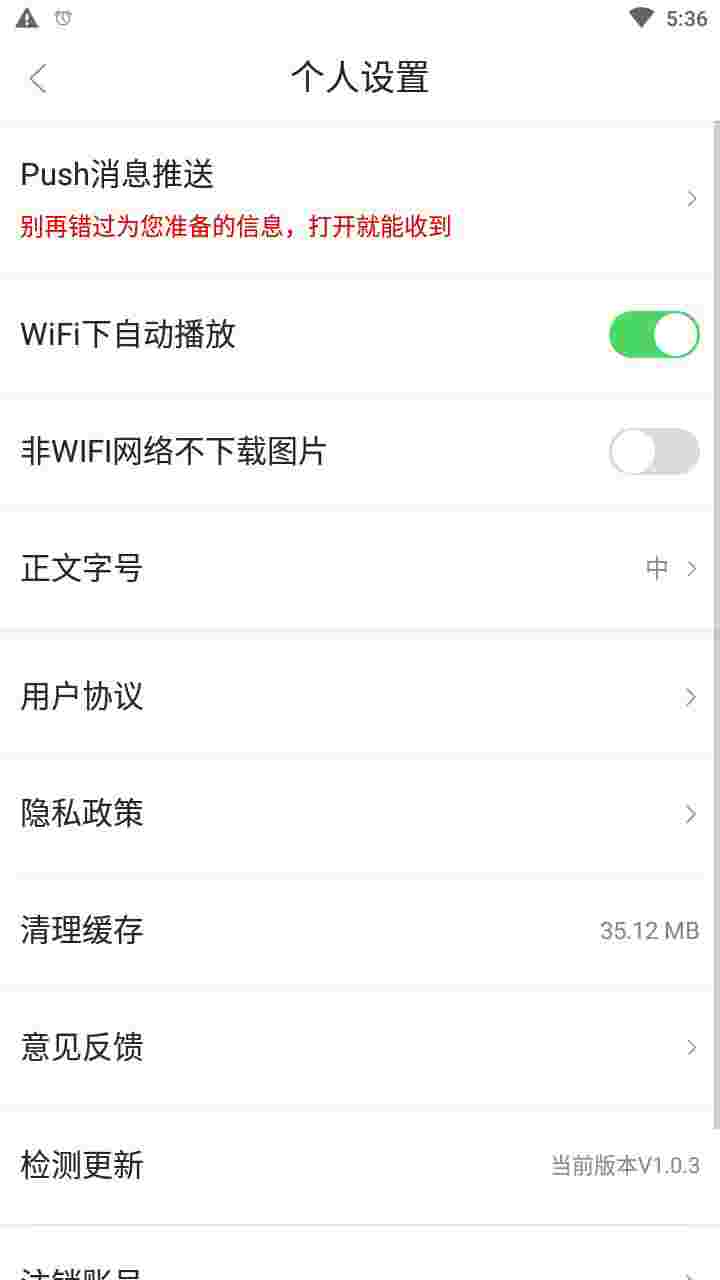 5:36
个人设置
Push消息推送
别再错过为您准备的信息，打开就能收到
WiFi下自动播放
非WIFI网络不下载图片
正文字号 中
用户协议
隐私政策
清理缓存 35.12 MB
意见反馈
检测更新 当前版本V1.0.3
注销账号